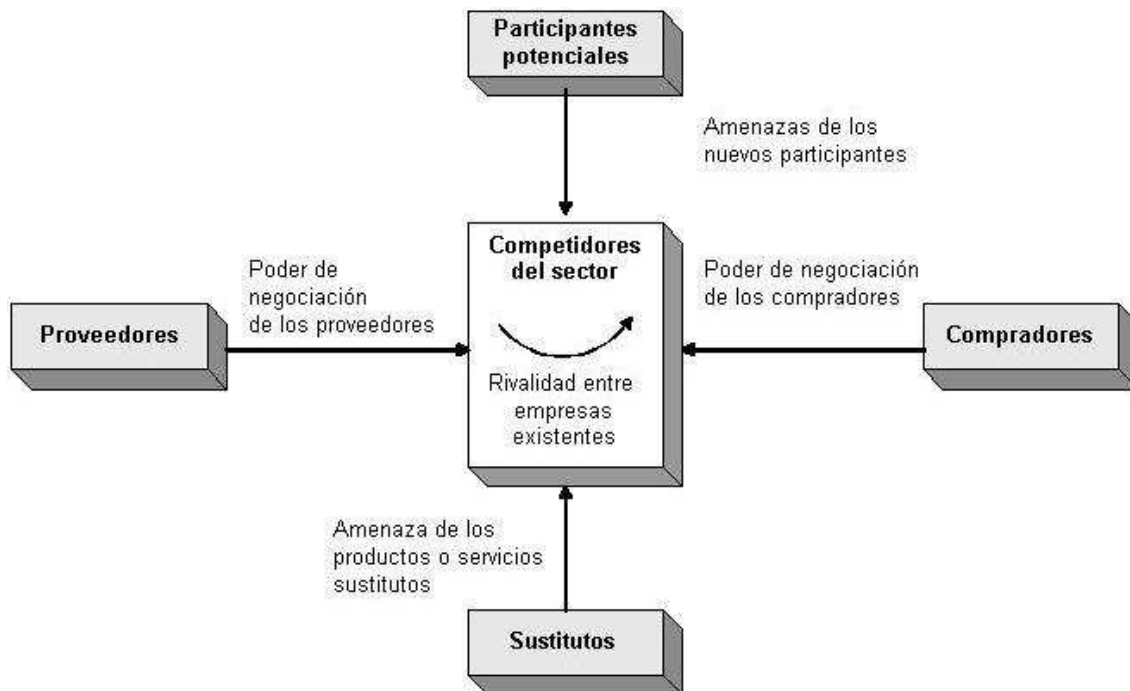 Participantes
potenciales
Amenazas de los
nuevos participantes
Competidores
del sector
Poder de
negociación
de los proveedores
Poder de negociación
de los compradores
Proveedores
Compradores
Rivalidad entre
empresas
existentes
Amenaza de los
productos o servicios
sustitutos
Sustitutos